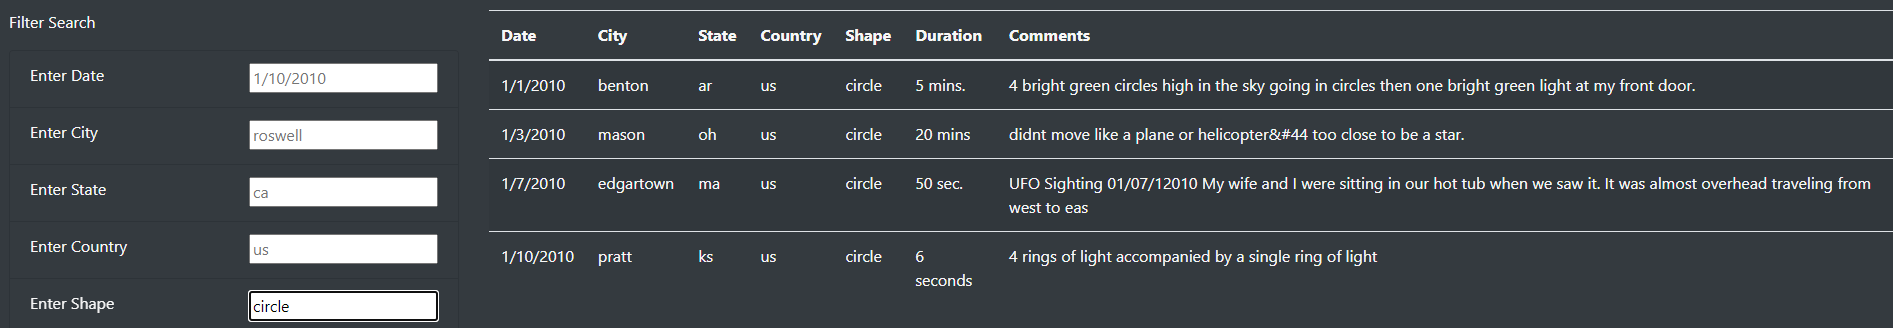 Filter Search
Enter Date 1/10/2010
Enter City roswell
Enter State ca
Enter Country us
Enter Shape circle
Date City State Country Shape Duration Comments
1/1/2010 benton ar us circle 5 mins. 4 bright green circles high in the sky going in circles then one bright green light at my front door.
1/3/2010 mason oh us circle 20 mins didnt move like a plane or helicopter&#44 too close to be a star.
1/7/2010 edgartown ma us circle 50 sec. UFO Sighting 01/07/12010 My wife and I were sitting in our hot tub when we saw it. It was almost overhead traveling from
west to eas
1/10/2010 pratt ks us circle 6 4 rings of light accompanied by a single ring of light
seconds